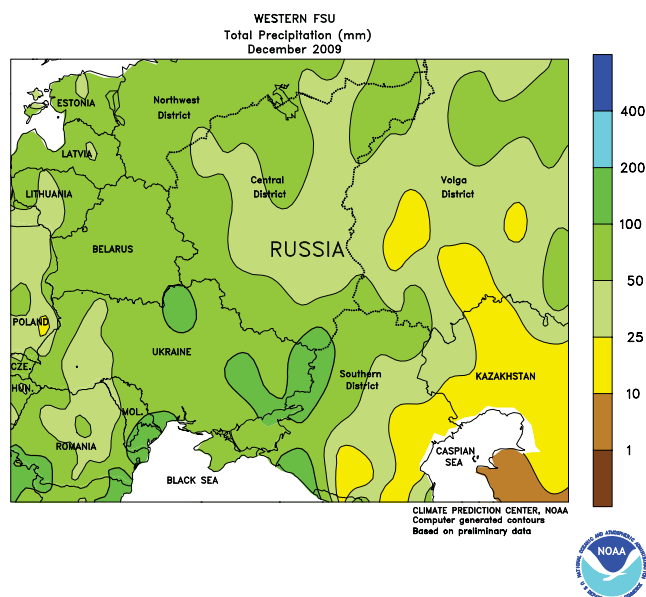 WESTERN FSU
Total Precipitation (mm)
December 2009
ESTONIA
Northwest
District
LATVIA
LITHUANIA
Central
District
Volga
District
BELARUS
RUSSIA
POLAND
UKRAINE
CZE.
HUN.
Southern
District
KAZAKHSTAN
MOL.
ROMANIA
CASPIAN
SEA
BLACK SEA
400
200
100
50
25
10
1
CLIMATE PREDICTION CENTER, NOAA
Computer generated contours
Based on preliminary data
NOAA